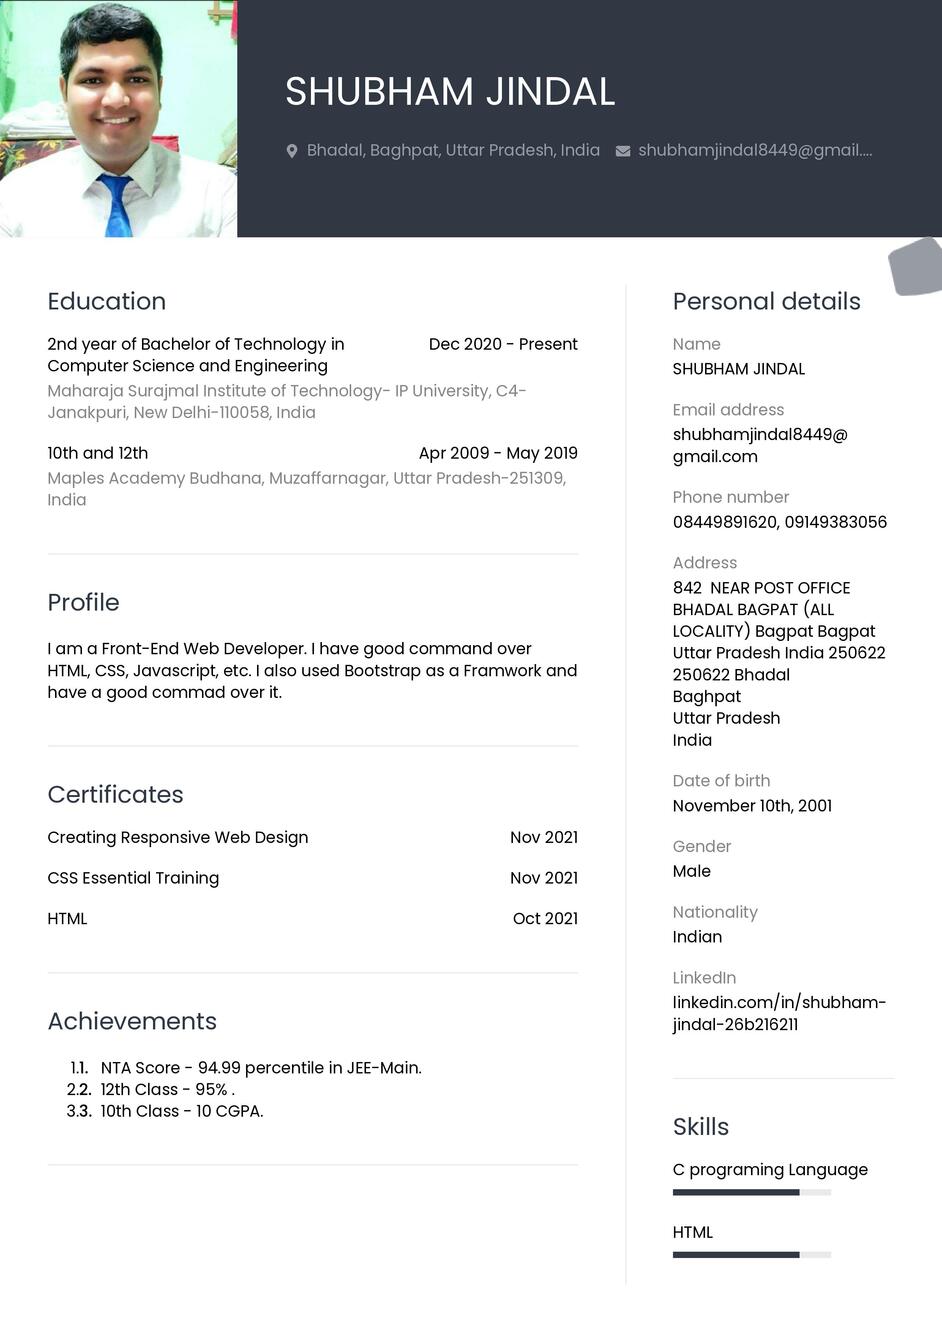 SHUBHAM JINDAL
Bhadal, Baghpat, Uttar Pradesh, India shubhamjindal8449@gmail....
Education
2nd year of Bachelor of Technology in Dec 2020 - Present
Computer Science and Engineering
Maharaja Surajmal Institute of Technology- IP University, C4-
Janakpuri, New Delhi-110058, India
10th and 12th Apr 2009 - May 2019
Maples Academy Budhana, Muzaffarnagar, Uttar Pradesh-251309,
India
Profile
I am a Front-End Web Developer. I have good command over
HTML, CSS, Javascript, etc. I also used Bootstrap as a Framwork and
have a good commad over it.
Certificates
Creating Responsive Web Design Nov 2021
CSS Essential Training Nov 2021
HTML Oct 2021
Achievements
1.1. NTA Score - 94.99 percentile in JEE-Main.
2.2. 12th Class - 95% .
3.3. 10th Class - 10 CGPA.
Personal details
Name
SHUBHAM JINDAL
Email address
shubhamjindal8449@
gmail.com
Phone number
08449891620, 09149383056
Address
842  NEAR POST OFFICE
BHADAL BAGPAT (ALL
LOCALITY) Bagpat Bagpat
Uttar Pradesh India 250622
250622 Bhadal
Baghpat
Uttar Pradesh
India
Date of birth
November 10th, 2001
Gender
Male
Nationality
Indian
LinkedIn
linkedin.com/in/shubham-
jindal-26b216211
Skills
C programing Language
HTML